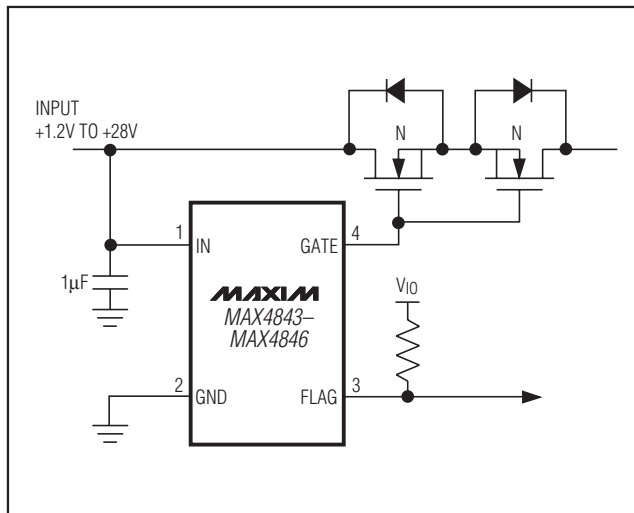 INPUT
+1.2V TO +28V
N
N
1
IN
GATE
4
1µF
MAXIM
MAX4843–
MAX4846
VIO
2
GND
FLAG
3